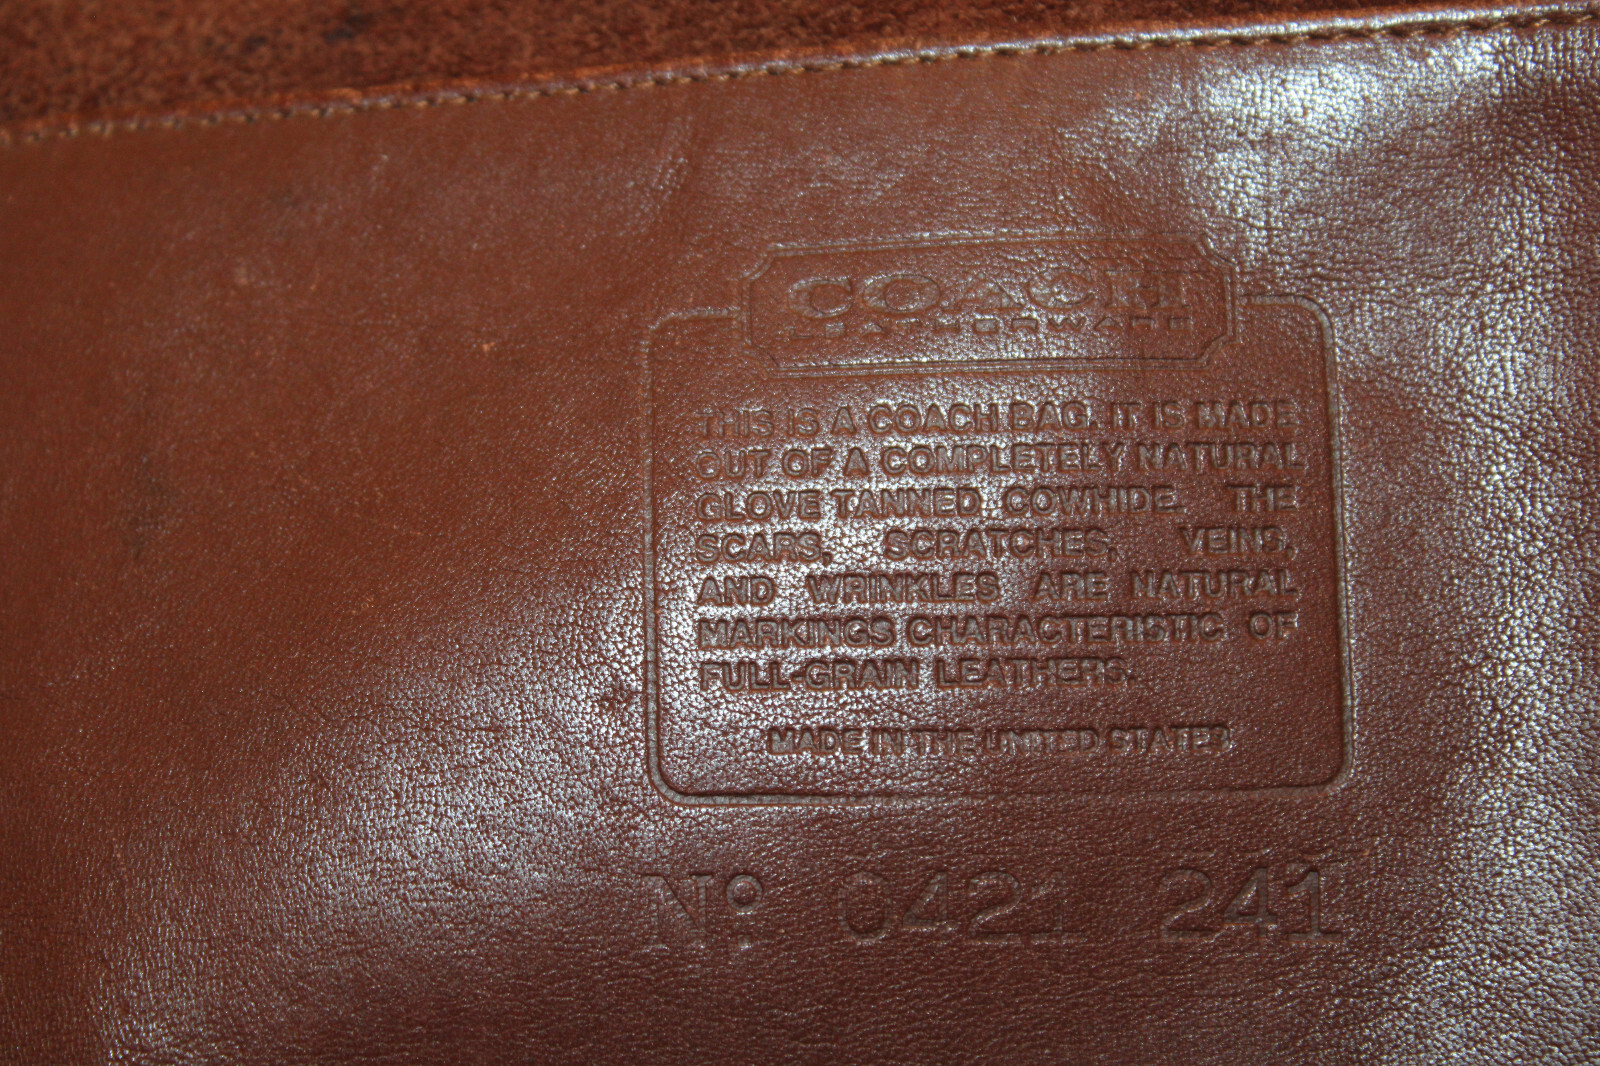 COACH
LEATHERWARE
THIS IS A COACH BAG. IT IS MADE
OUT OF A COMPLETELY NATURAL
GLOVE TANNED COWHIDE. THE
SCARS, SCRATCHES, VEINS,
AND WRINKLES ARE NATURAL
MARKINGS CHARACTERISTIC OF
FULL-GRAIN LEATHERS.
MADE IN THE UNITED STATES
No 0421 241